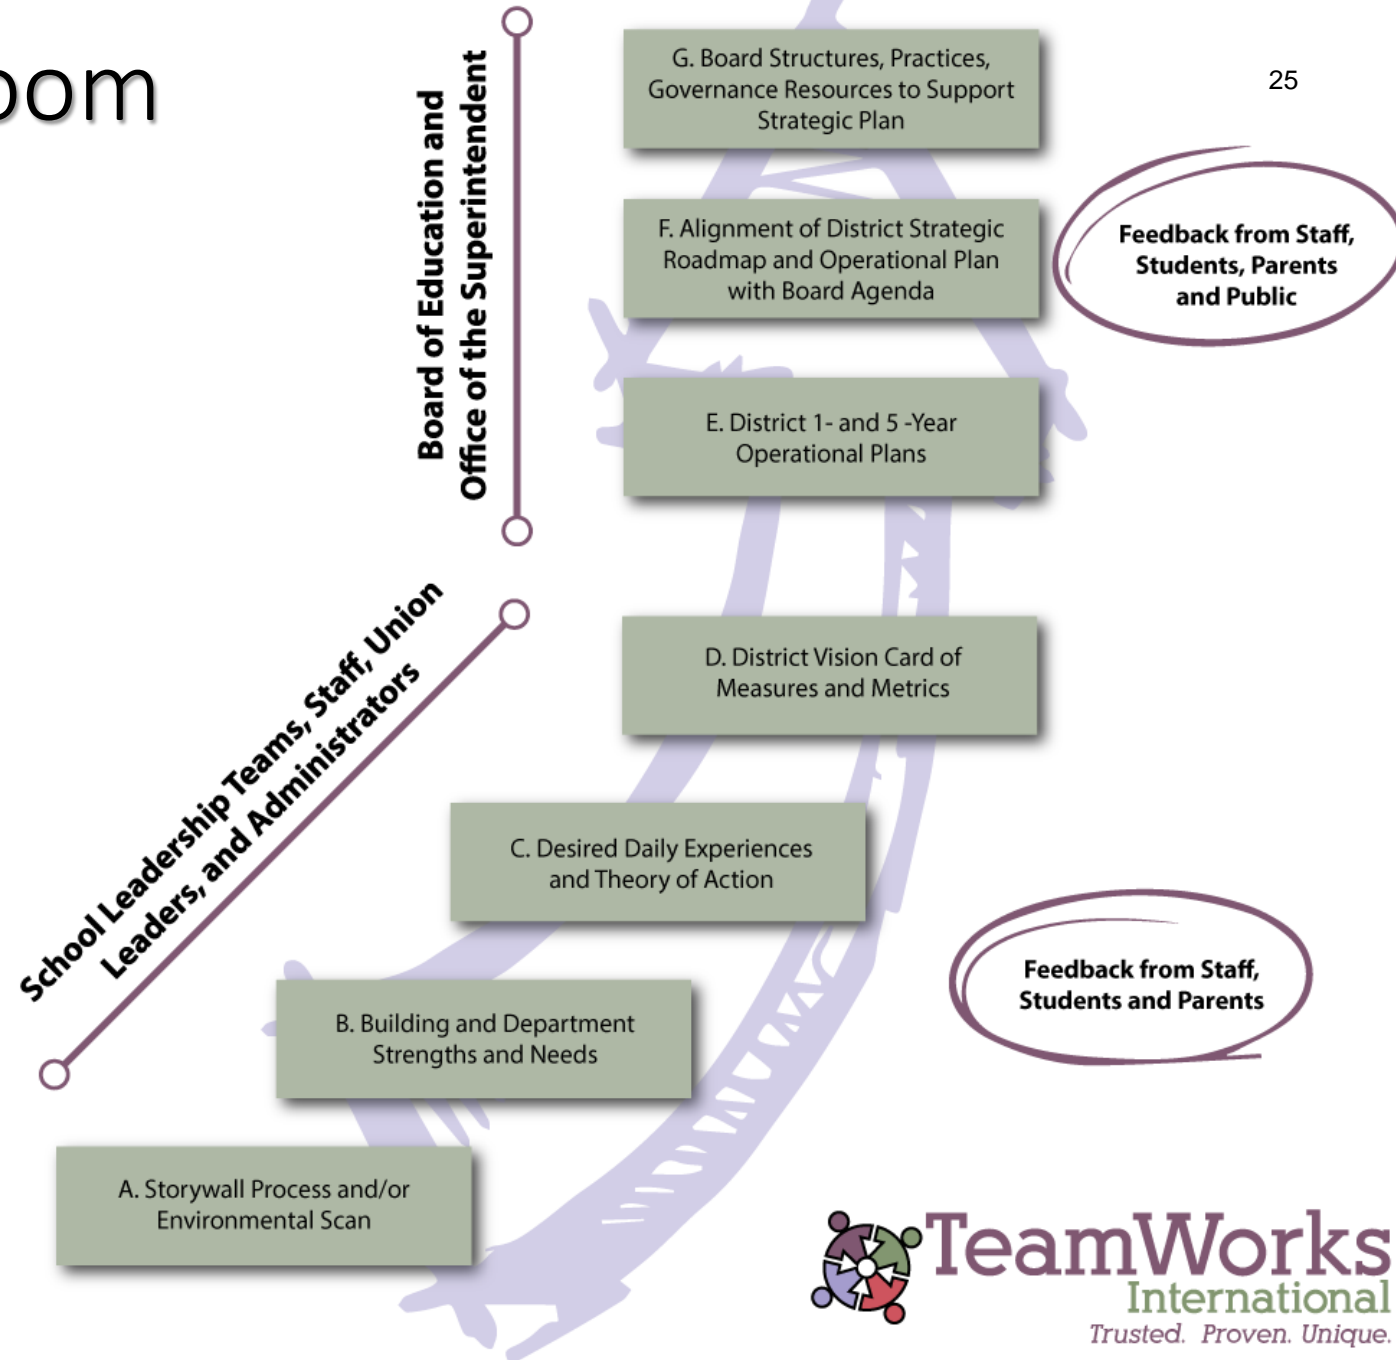 oom
25
Board of Education and
Office of the Superintendent
G. Board Structures, Practices,
Governance Resources to Support
Strategic Plan
F. Alignment of District Strategic
Roadmap and Operational Plan
with Board Agenda
Feedback from Staff,
Students, Parents
and Public
E. District 1- and 5 -Year
Operational Plans
School Leadership Teams, Staff, Union
Leaders, and Administrators
D. District Vision Card of
Measures and Metrics
C. Desired Daily Experiences
and Theory of Action
Feedback from Staff,
Students and Parents
B. Building and Department
Strengths and Needs
A. Storywall Process and/or
Environmental Scan
TeamWorks
International
Trusted. Proven. Unique.